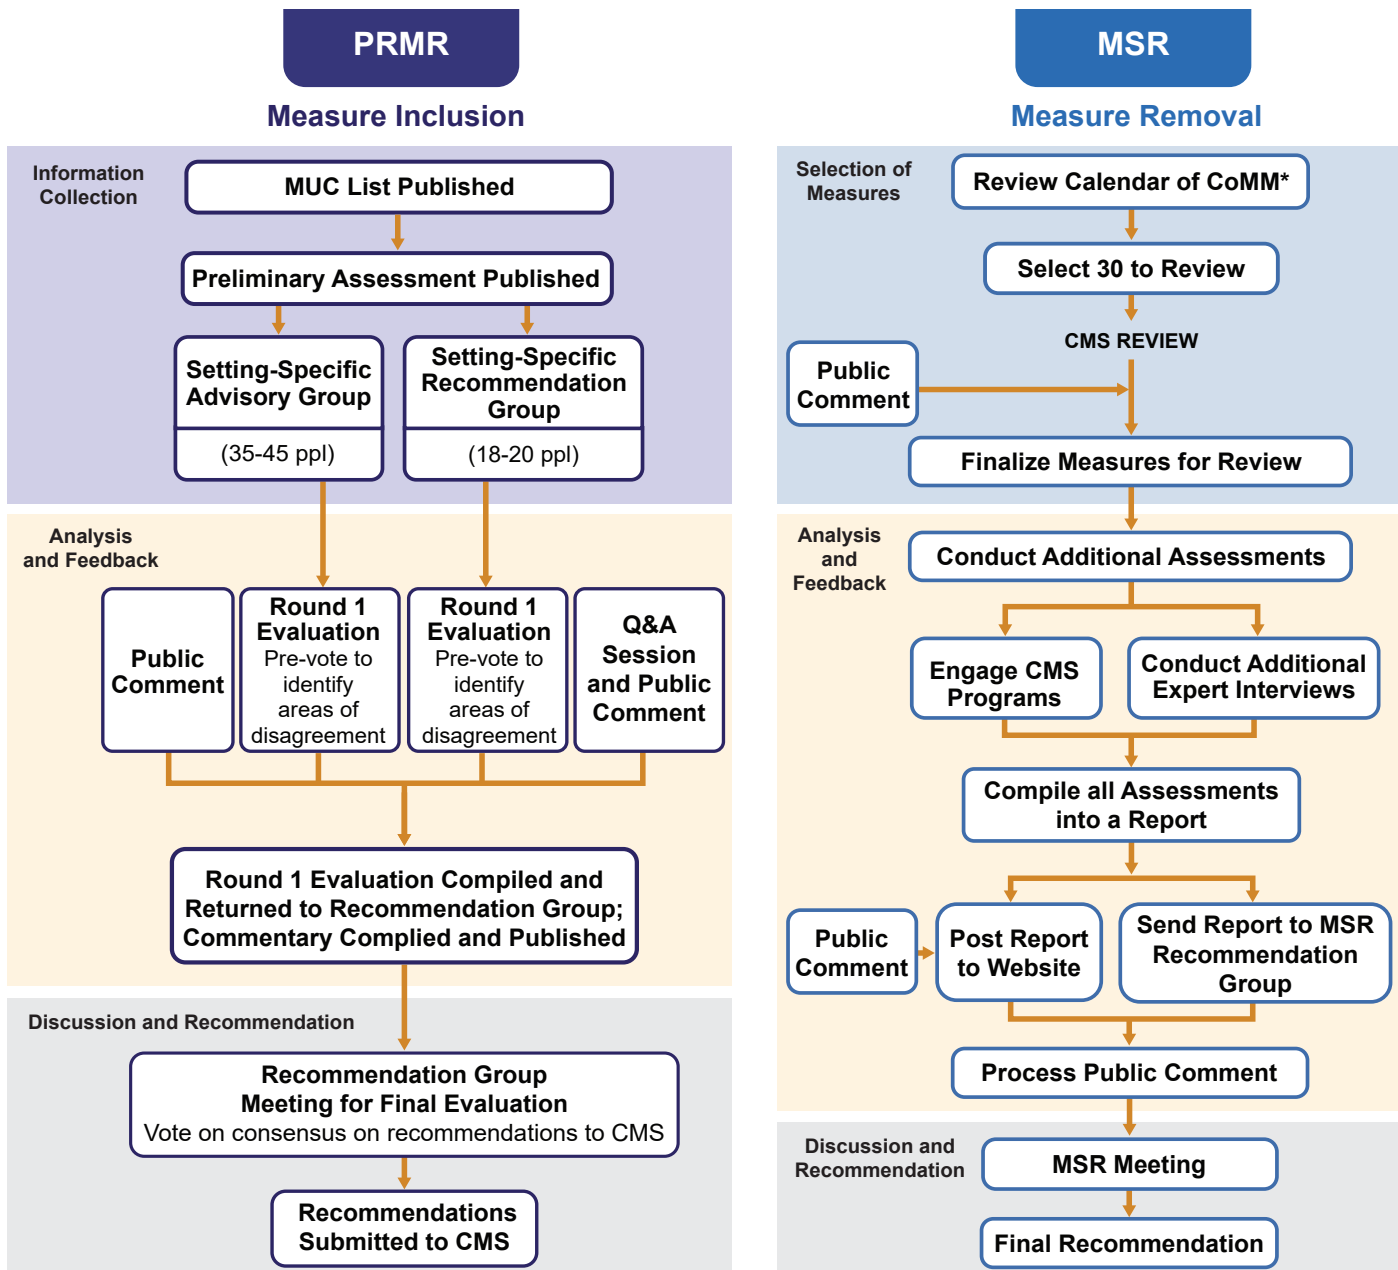 PRMR
Measure Inclusion
Information
Collection
MUC List Published
Preliminary Assessment Published
Setting-Specific
Advisory Group
(35-45 ppl)
Setting-Specific
Recommendation
Group
(18-20 ppl)
Analysis
and Feedback
Public
Comment
Round 1
Evaluation
Pre-vote to
identify
areas of
disagreement
Round 1
Evaluation
Pre-vote to
identify
areas of
disagreement
Q&A
Session
and Public
Comment
Round 1 Evaluation Compiled and
Returned to Recommendation Group;
Commentary Complied and Published
Discussion and Recommendation
Recommendation Group
Meeting for Final Evaluation
Vote on consensus on recommendations to CMS
Recommendations
Submitted to CMS
MSR
Measure Removal
Selection of
Measures
Review Calendar of CoMM*
Select 30 to Review
CMS REVIEW
Public
Comment
Finalize Measures for Review
Analysis
and
Feedback
Conduct Additional Assessments
Engage CMS
Programs
Conduct Additional
Expert Interviews
Compile all Assessments
into a Report
Public
Comment
Post Report
to Website
Send Report to MSR
Recommendation
Group
Process Public Comment
Discussion and
Recommendation
MSR Meeting
Final Recommendation